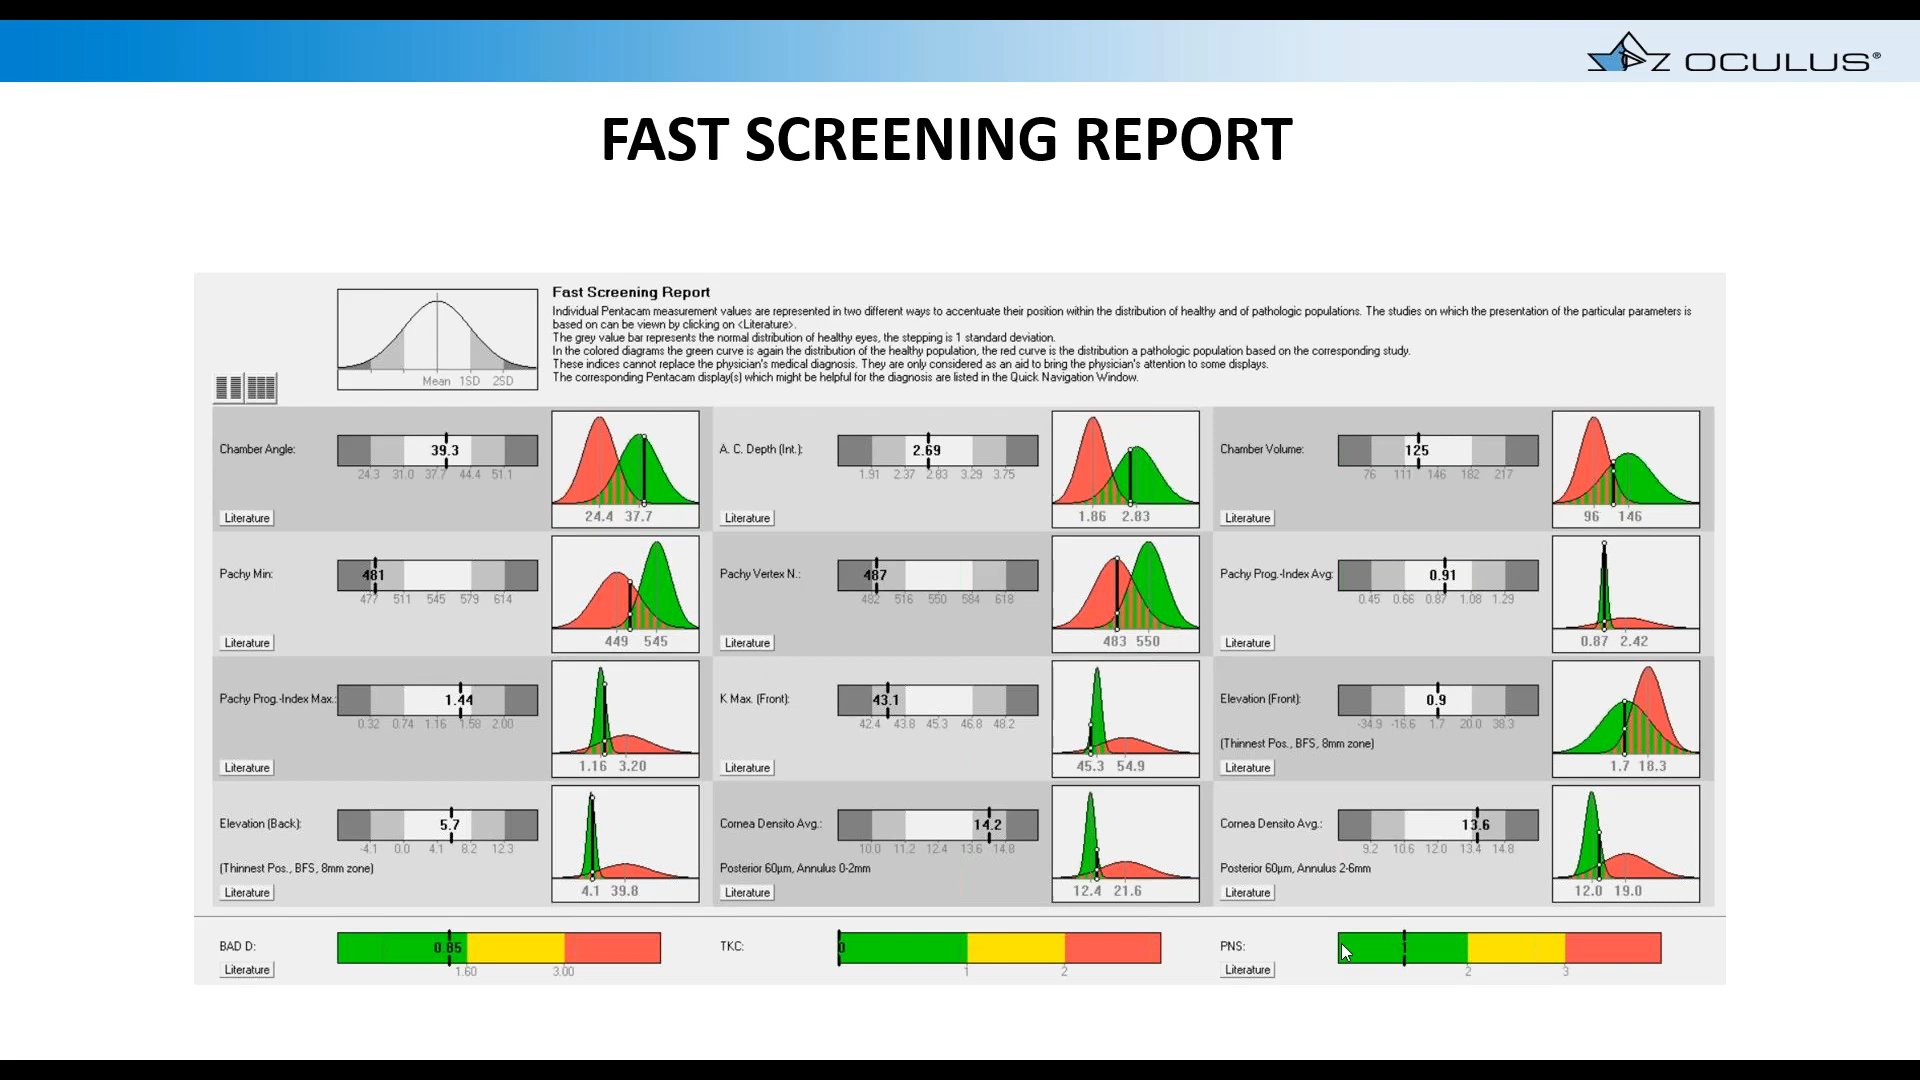 OCULUS®
FAST SCREENING REPORT
Fast Screening Report
Individual Pentacam measurement values are represented in two different ways to accentuate their position within the distribution of healthy and of pathologic populations. The studies on which the presentation of the particular parameters is
based on can be viewn by clicking on <Literature>.
The grey value bar represents the normal distribution of healthy eyes, the stepping is 1 standard deviation.
In the colored diagrams the green curve is again the distribution of the healthy population, the red curve is the distribution a pathologic population based on the corresponding study.
These indices cannot replace the physician's medical diagnosis. They are only considered as an aid to bring the physician's attention to some displays.
The corresponding Pentacam display(s) which might be helpful for the diagnosis are listed in the Quick Navigation Window.
Mean 1SD 2SD
Chamber Angle: 39.3
24.3 31.0 37.7 44.4 51.1
Literature
24.4 37.7
A. C. Depth (Int.): 2.69
1.91 2.37 2.83 3.29 3.75
Literature
1.86 2.83
Chamber Volume: 125
76 111 146 182 217
Literature
96 146
Pachy Min: 481
477 511 545 579 614
Literature
449 545
Pachy Vertex N.: 487
482 516 550 584 618
Literature
483 550
Pachy Prog.-Index Avg: 0.91
0.45 0.66 0.87 1.08 1.29
Literature
0.87 2.42
Pachy Prog.-Index Max.: 1.44
0.32 0.74 1.16 1.58 2.00
Literature
1.16 3.20
K Max. (Front): 43.1
42.4 43.8 45.3 46.8 48.2
Literature
45.3 54.9
Elevation (Front): 0.9
-34.9 -16.6 1.7 20.0 38.3
(Thinnest Pos., BFS, 8mm zone)
Literature
1.7 18.3
Elevation (Back): 5.7
-4.1 0.0 4.1 8.2 12.3
(Thinnest Pos., BFS, 8mm zone)
Literature
4.1 39.8
Cornea Densito Avg.: 14.2
10.0 11.2 12.4 13.6 14.8
Posterior 60µm, Annulus 0-2mm
Literature
12.4 21.6
Cornea Densito Avg.: 13.6
9.2 10.6 12.0 13.4 14.8
Posterior 60µm, Annulus 2-6mm
Literature
12.0 19.0
BAD D: 0.85
1.60 3.00
Literature
TKC: 0
1 2
PNS: 1
2 3
Literature